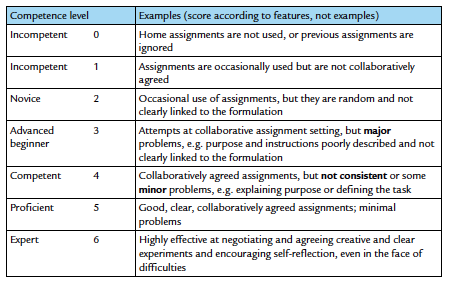 Competence level Examples (score according to features, not examples)
Incompetent 0 Home assignments are not used, or previous assignments are
ignored
Incompetent 1 Assignments are occasionally used but are not collaboratively
agreed
Novice 2 Occasional use of assignments, but they are random and not
clearly linked to the formulation
Advanced 3 Attempts at collaborative assignment setting, but major
beginner problems, e.g. purpose and instructions poorly described and not
clearly linked to the formulation
Competent 4 Collaboratively agreed assignments, but not consistent or some
minor problems, e.g. explaining purpose or defining the task
Proficient 5 Good, clear, collaboratively agreed assignments; minimal
problems
Expert 6 Highly effective at negotiating and agreeing creative and clear
experiments and encouraging self-reflection, even in the face of
difficulties